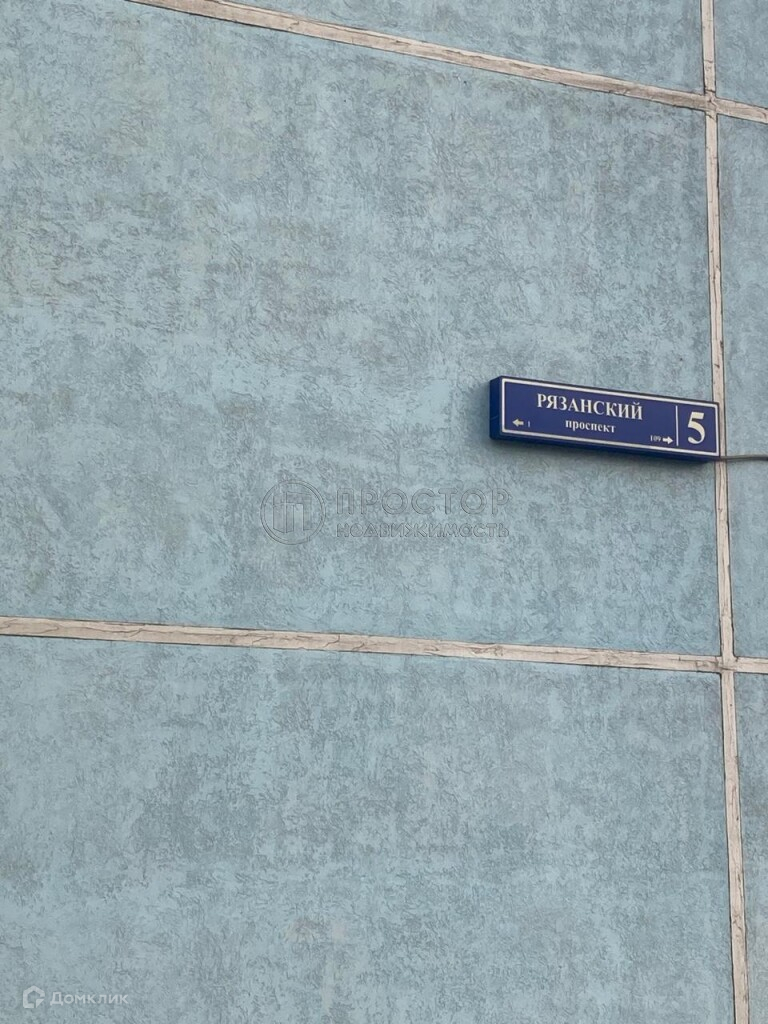 РЯЗАНСКИЙ
проспект
1
109
5
ПРОСТОР
НЕДВИЖИМОСТЬ
Домклик